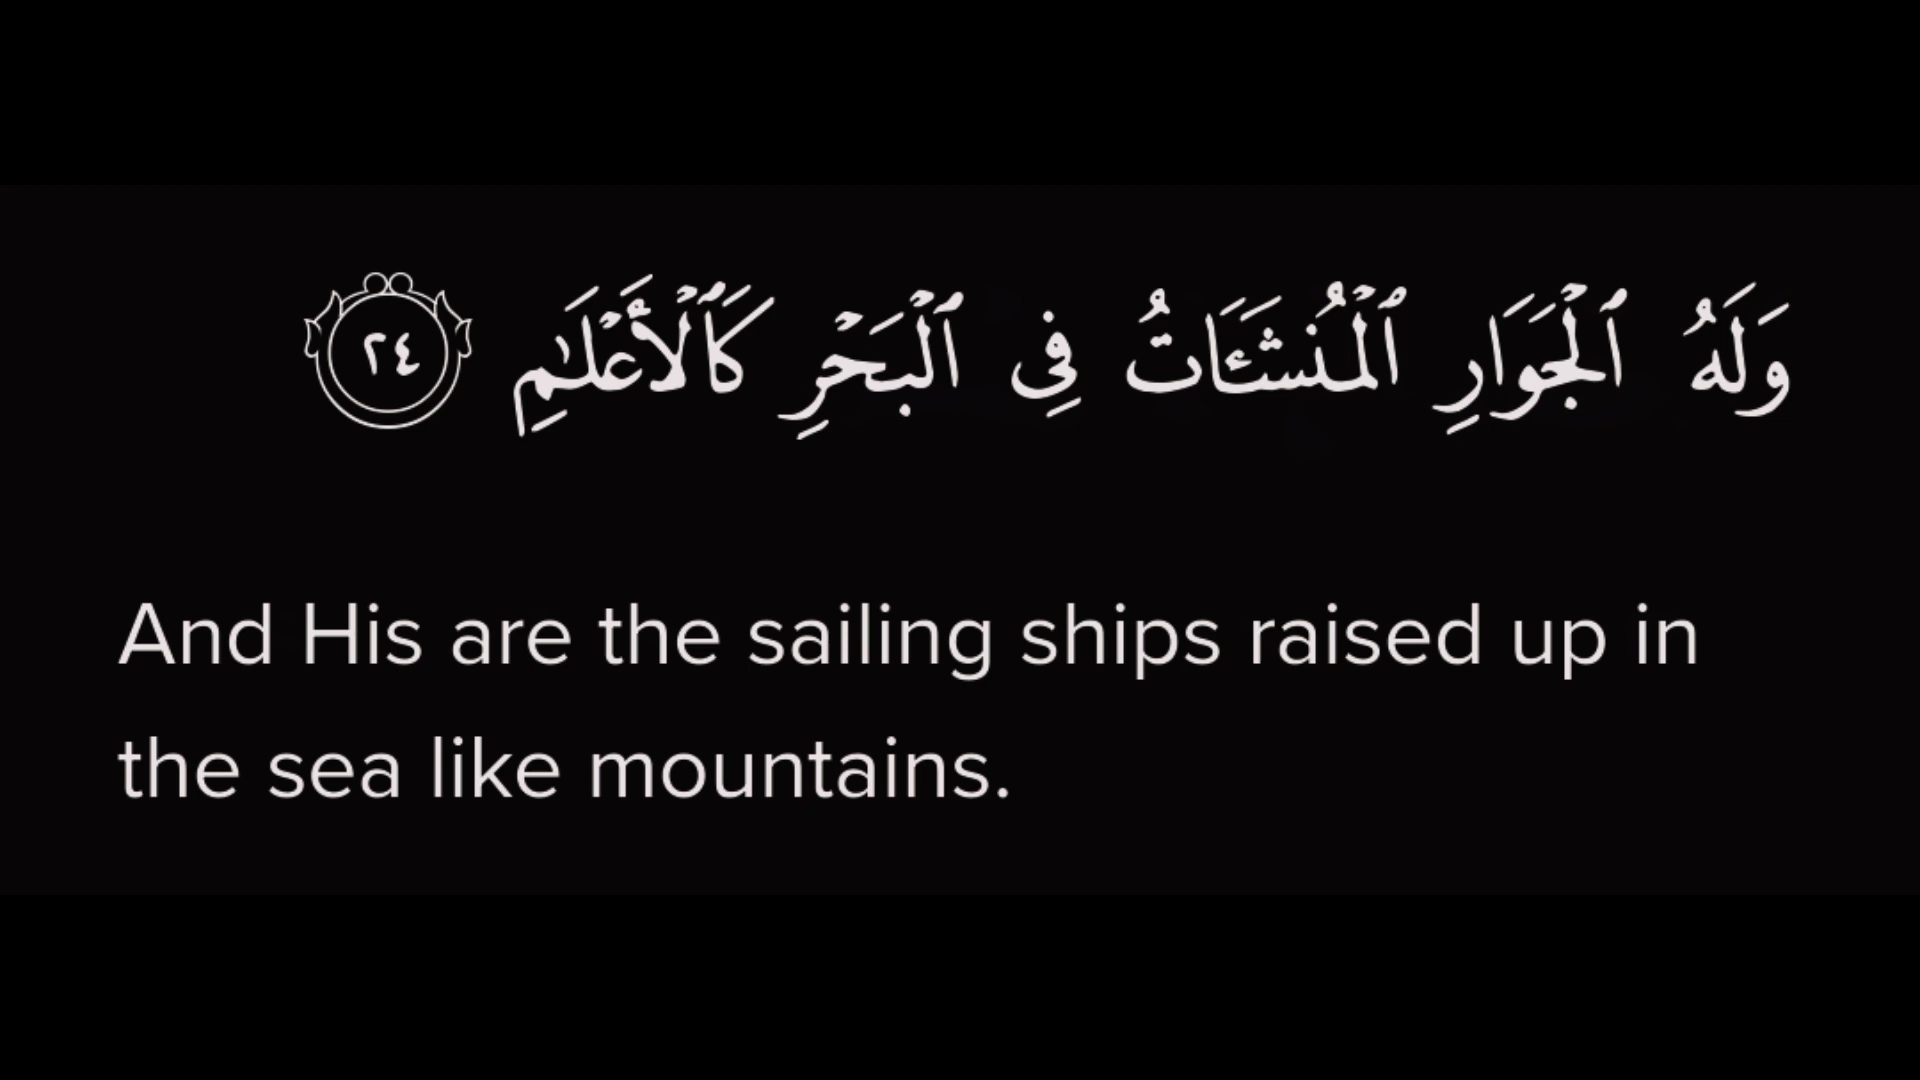 وَلَهُ ٱلْجَوَارِ ٱلْمُنشَـَٔاتُ فِى ٱلْبَحْرِ كَٱلْأَعْلَـٰمِ ٢٤
And His are the sailing ships raised up in
the sea like mountains.